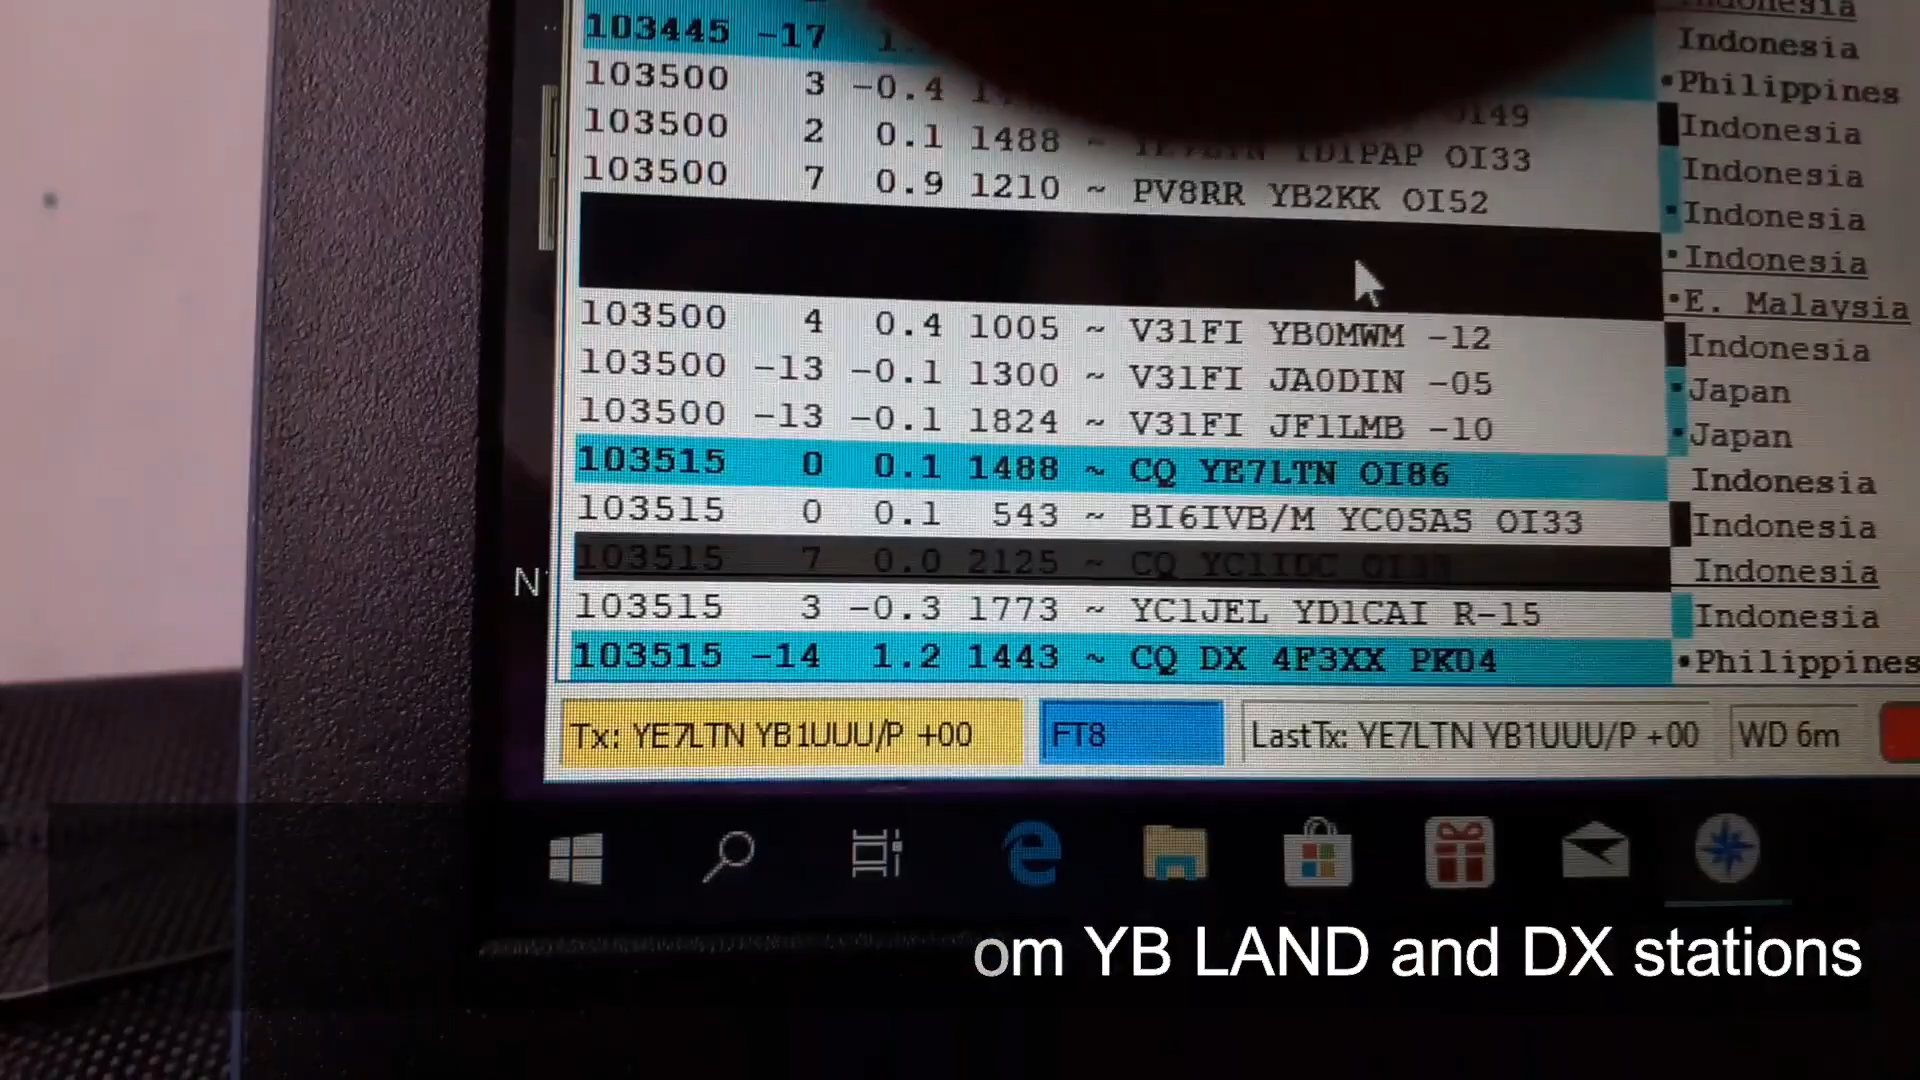 Indonesia
103445 -17 Indonesia
103500 3 -0.4 •Philippines
103500 2 0.1 1488 ~ YD1PAP OI33 Indonesia
103500 7 0.9 1210 ~ PV8RR YB2KK OI52 Indonesia
•Indonesia
•Indonesia
•E. Malaysia
103500 4 0.4 1005 ~ V31FI YB0MWM -12 Indonesia
103500 -13 -0.1 1300 ~ V31FI JA0DIN -05 •Japan
103500 -13 -0.1 1824 ~ V31FI JF1LMB -10 •Japan
103515 0 0.1 1488 ~ CQ YE7LTN OI86 Indonesia
103515 0 0.1 543 ~ BI6IVB/M YC0SAS OI33 Indonesia
103515 7 0.0 2125 ~ CQ YC1IDC OI33 Indonesia
103515 3 -0.3 1773 ~ YC1JEL YD1CAI R-15 Indonesia
103515 -14 1.2 1443 ~ CQ DX 4F3XX PK04 •Philippines
Tx: YE7LTN YB1UUU/P +00 FT8 LastTx: YE7LTN YB1UUU/P +00 WD 6m
om YB LAND and DX stations